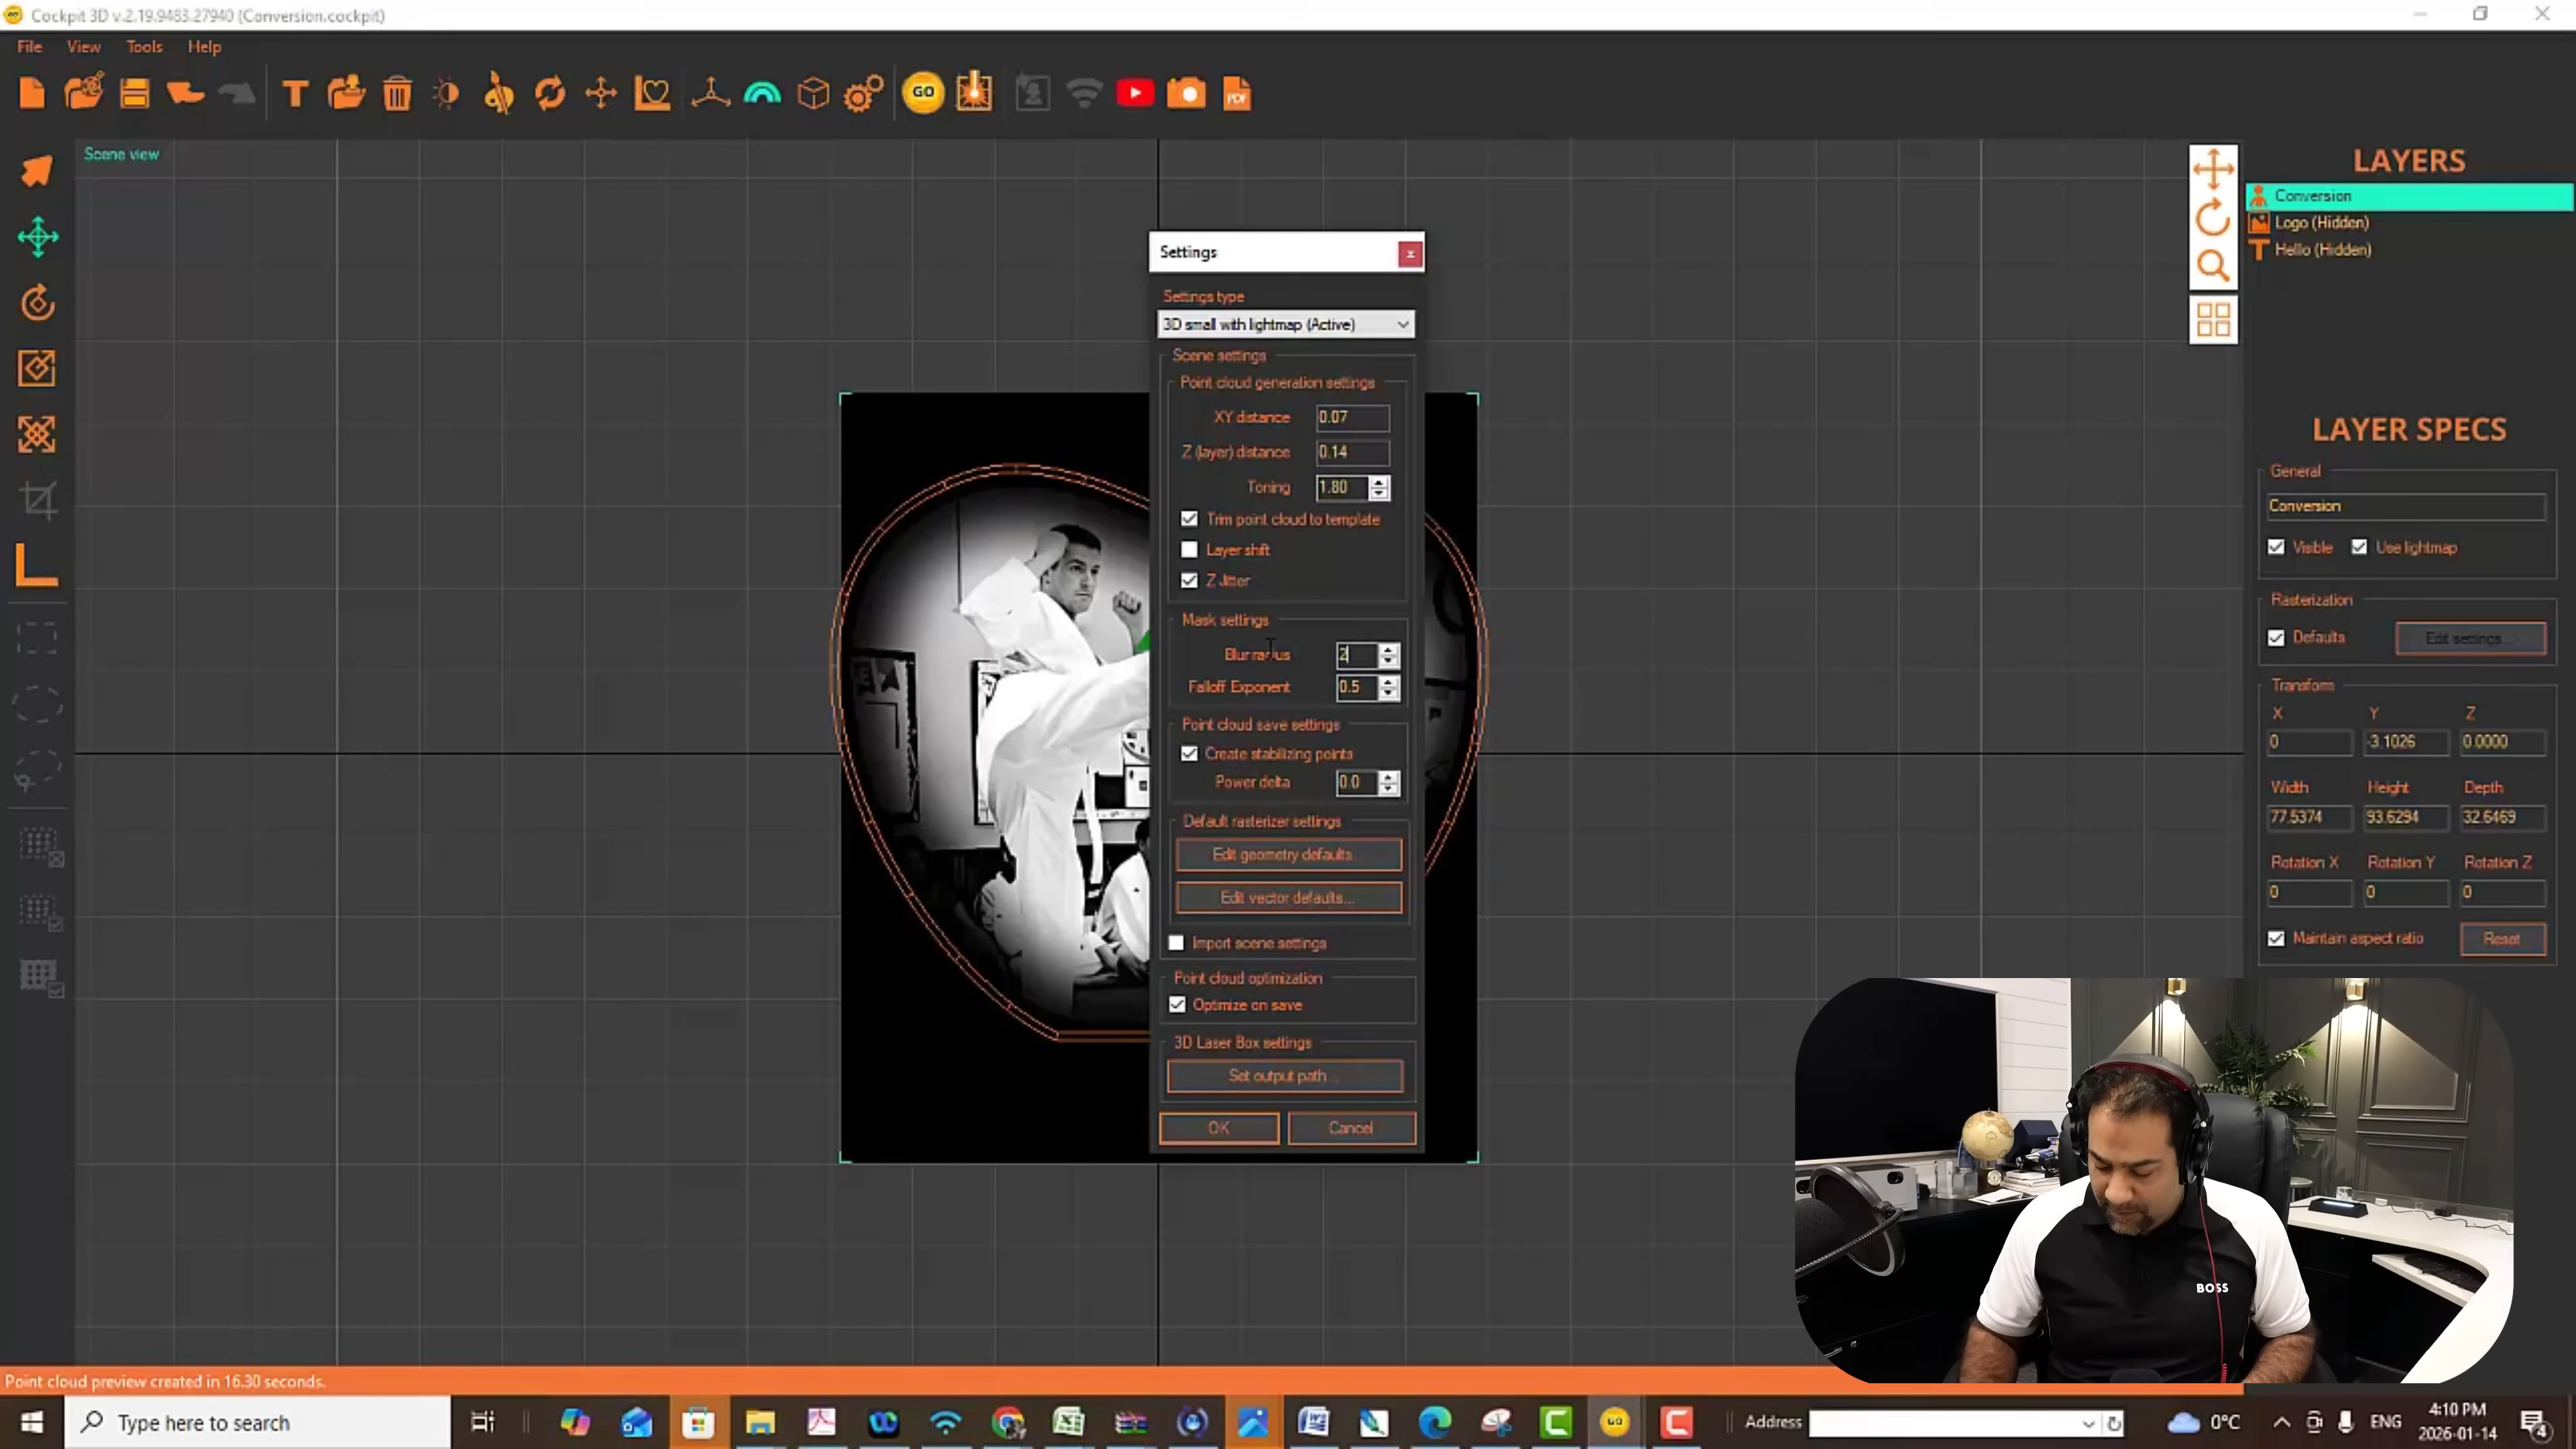 Cockpit 3D v.2.19.9483.27940 (Conversion.cockpit)
File View Tools Help
GO PDF
Scene view
LAYERS
Conversion
Logo (Hidden)
Hello (Hidden)
Settings
Settings type
3D small with lightmap (Active)
Scene settings
Point cloud generation settings
XY distance 0.07
Z (layer) distance 0.14
Toning 1.80
Trim point cloud to template
Layer shift
Z Jitter
Mask settings
Blur radius 2
Falloff Exponent 0.5
Point cloud save settings
Create stabilizing points
Power delta 0.0
Default rasterizer settings
Edit geometry defaults...
Edit vector defaults...
Import scene settings
Point cloud optimization
Optimize on save
3D Laser Box settings
Set output path ...
OK Cancel
LAYER SPECS
General
Conversion
Visible Use lightmap
Rasterization
Defaults Edit settings...
Transform
X Y Z
0 -3.1026 0.0000
Width Height Depth
77.5374 93.6294 32.6469
Rotation X Rotation Y Rotation Z
0 0 0
Maintain aspect ratio Reset
BOSS
Point cloud preview created in 16.30 seconds.
Type here to search
Address
0°C
ENG
4:10 PM
2026-01-14
4